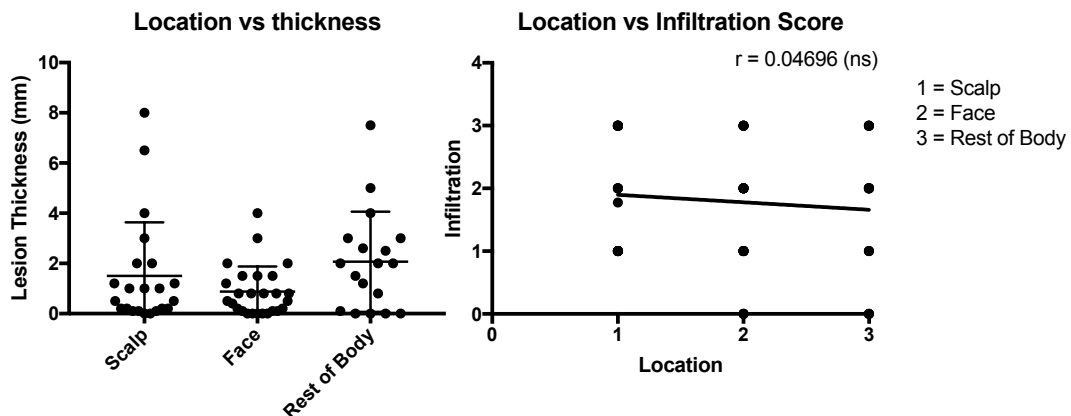 Location vs thickness
10
8
6
4
2
0
Lesion Thickness (mm)
Scalp
Face
Rest of Body
Location vs Infiltration Score
r = 0.04696 (ns)
4
3
2
1
0
Infiltration
0
1
2
3
Location
1 = Scalp
2 = Face
3 = Rest of Body